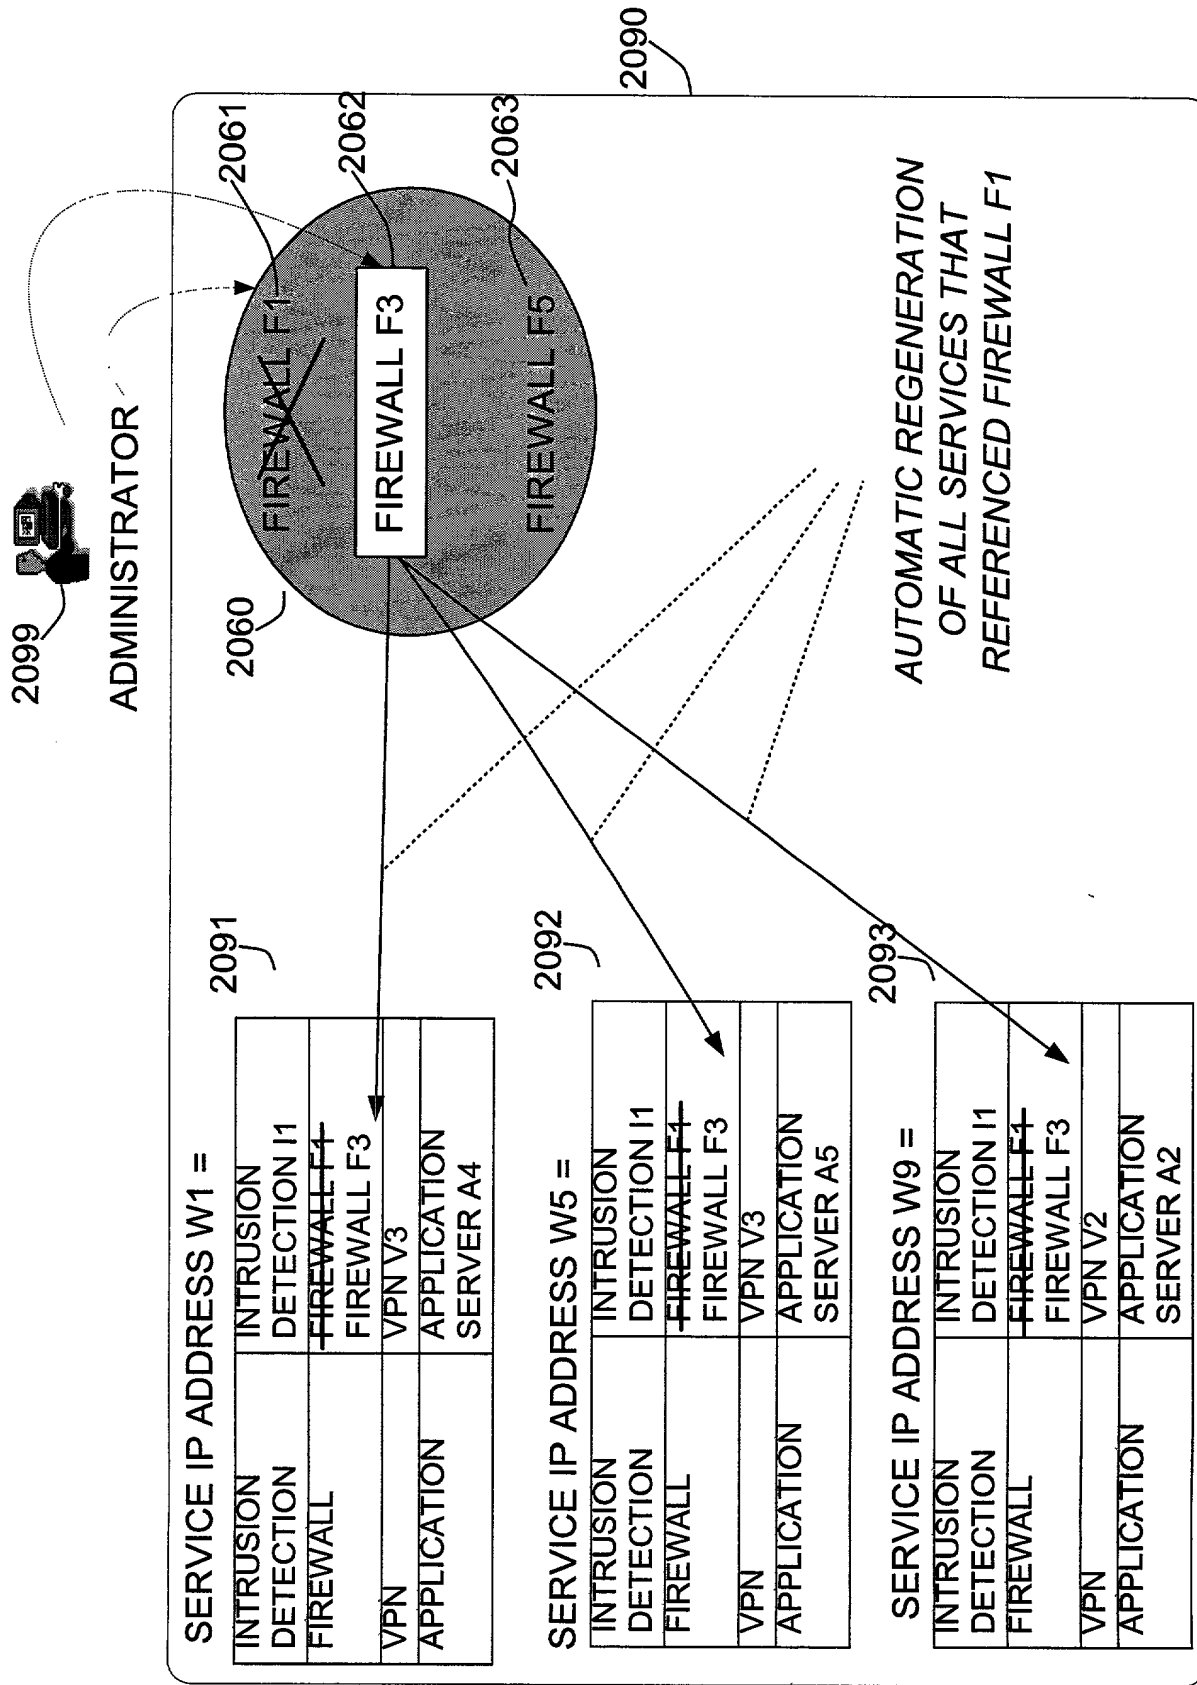 2099
ADMINISTRATOR
2090
2060
2061
2062
2063
FIREWALL F1
FIREWALL F3
FIREWALL F5
AUTOMATIC REGENERATION
OF ALL SERVICES THAT
REFERENCED FIREWALL F1
SERVICE IP ADDRESS W1 =
2091
INTRUSION
DETECTION
INTRUSION
DETECTION I1
FIREWALL
FIREWALL F1
FIREWALL F3
VPN
VPN V3
APPLICATION
APPLICATION
SERVER A4
SERVICE IP ADDRESS W5 =
2092
INTRUSION
DETECTION
INTRUSION
DETECTION I1
FIREWALL
FIREWALL F1
FIREWALL F3
VPN
VPN V3
APPLICATION
APPLICATION
SERVER A5
SERVICE IP ADDRESS W9 =
2093
INTRUSION
DETECTION
INTRUSION
DETECTION I1
FIREWALL
FIREWALL F1
FIREWALL F3
VPN
VPN V2
APPLICATION
APPLICATION
SERVER A2